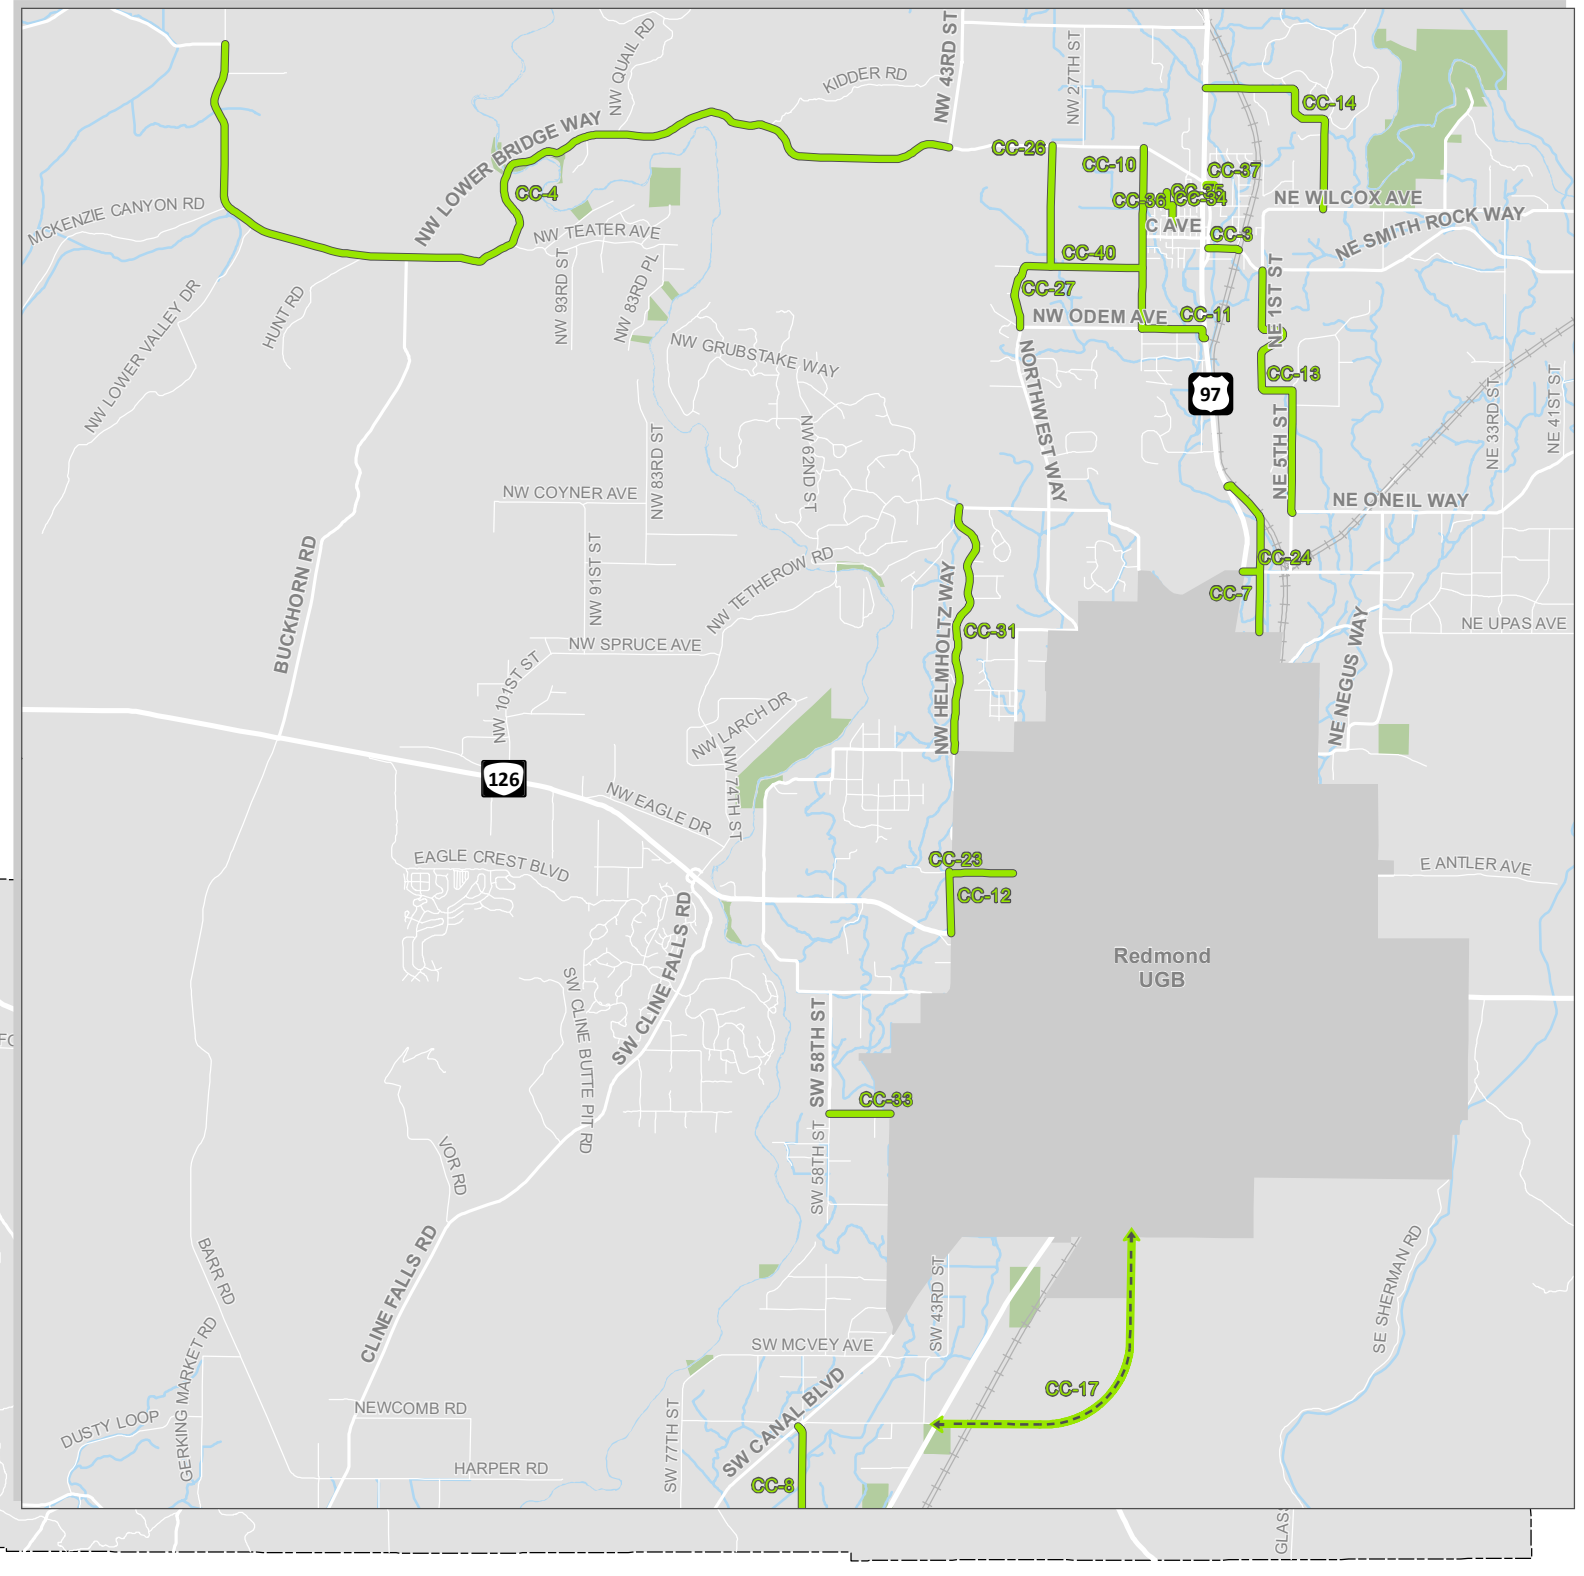 NW QUAIL RD
NW 43RD ST
NW 27TH ST
KIDDER RD
CC-14
NW LOWER BRIDGE WAY
CC-26
CC-10
CC-37
CC-4
CC-35
CC-36
CC-34
NE WILCOX AVE
MCKENZIE CANYON RD
C AVE
CC-3
NE SMITH ROCK WAY
NW TEATER AVE
CC-40
NW 93RD ST
NW 83RD PL
CC-27
NW LOWER VALLEY DR
HUNT RD
NE 1ST ST
NW ODEM AVE
CC-11
NW GRUBSTAKE WAY
CC-13
97
NORTHWEST WAY
NE 33RD ST
NE 41ST ST
NE 5TH ST
NW 62ND ST
NW 83RD ST
NW COYNER AVE
NE ONEIL WAY
BUCKHORN RD
NW 91ST ST
NW TETHEROW RD
CC-24
CC-7
NW HELMHOLTZ WAY
CC-31
NE UPAS AVE
NW SPRUCE AVE
NE NEGUS WAY
NW 101ST ST
NW LARCH DR
NW 74TH ST
126
NW EAGLE DR
EAGLE CREST BLVD
CC-23
E ANTLER AVE
CC-12
SW CLINE FALLS RD
Redmond
UGB
SW CLINE BUTTE PIT RD
SW 58TH ST
FO
CC-33
SW 58TH ST
VOR RD
BARR RD
CLINE FALLS RD
SW 43RD ST
SE SHERMAN RD
GERKING MARKET RD
SW MCVEY AVE
CC-17
NEWCOMB RD
DUSTY LOOP
SW 77TH ST
SW CANAL BLVD
HARPER RD
CC-8
GLASS